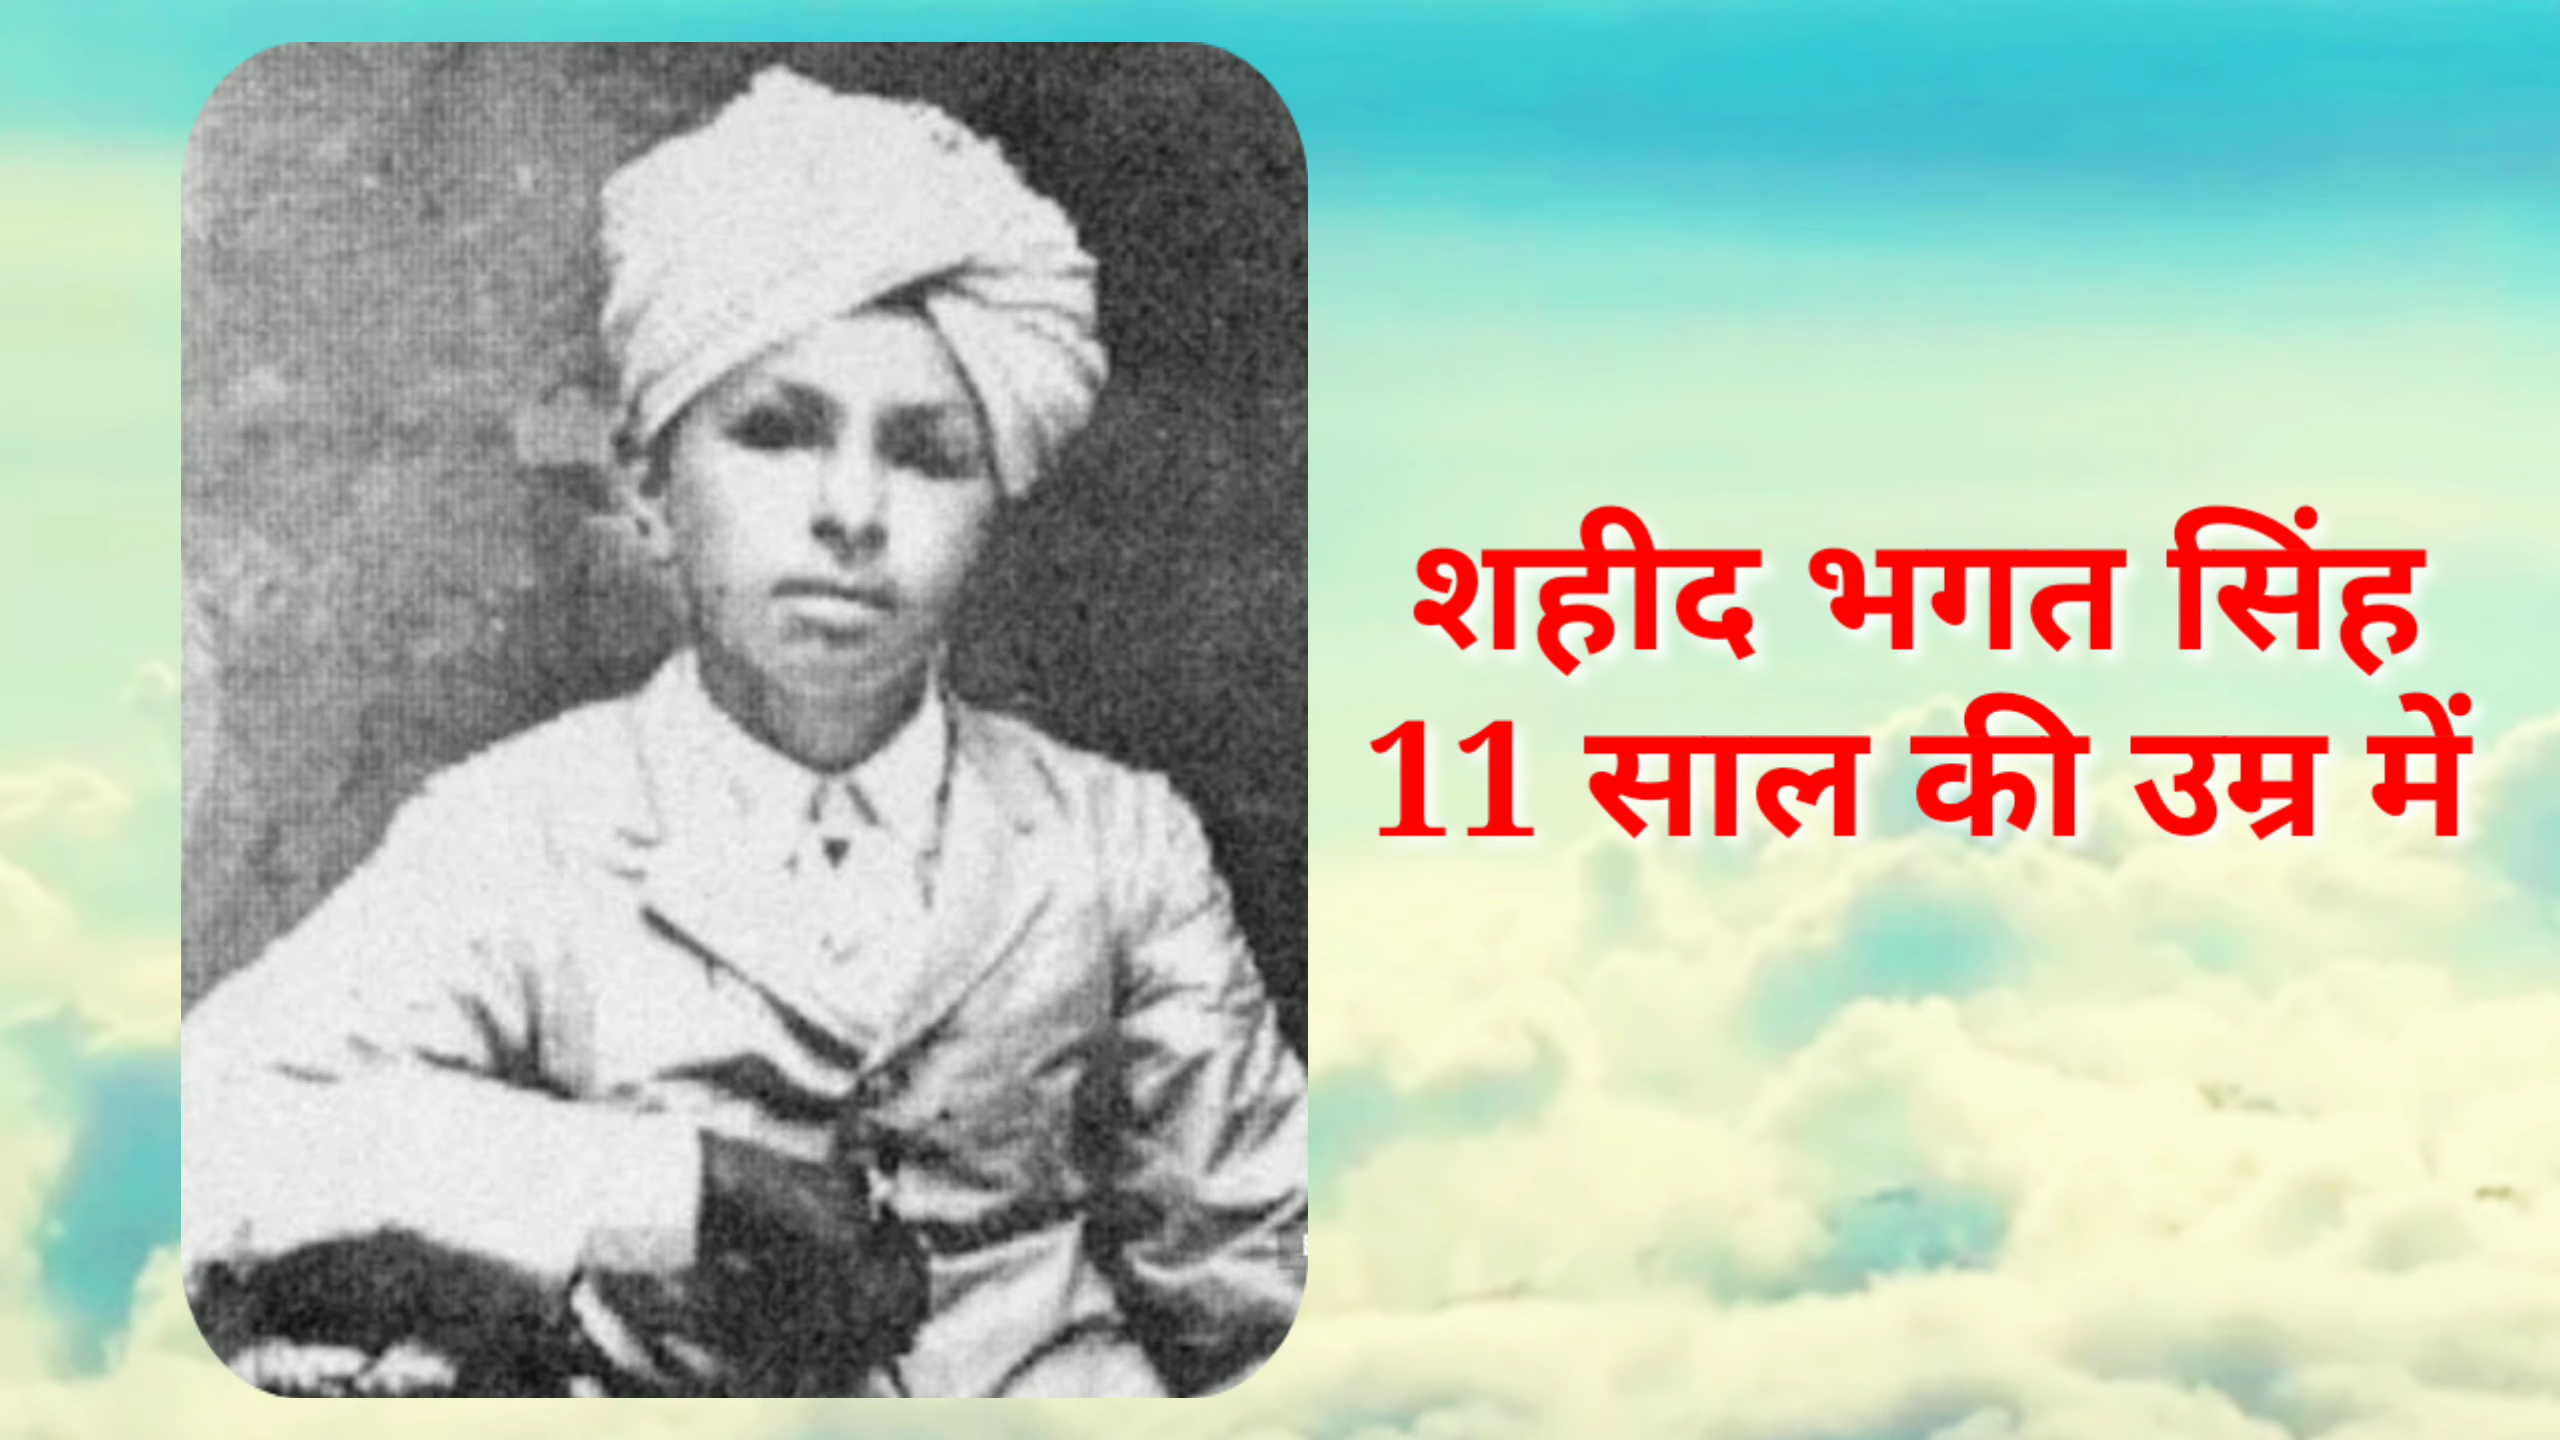 शहीद भगत सिंह
11 साल की उम्र में